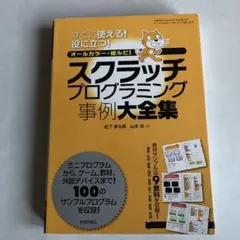 すぐに使える!
役に立つ!
オールカラー・総ルビ!
スクラッチ
プログラミング
事例大全集
ミニプログラム
から、ゲーム、教材、
外部デバイスまで!
100の
サンプルプログラム
を収録!